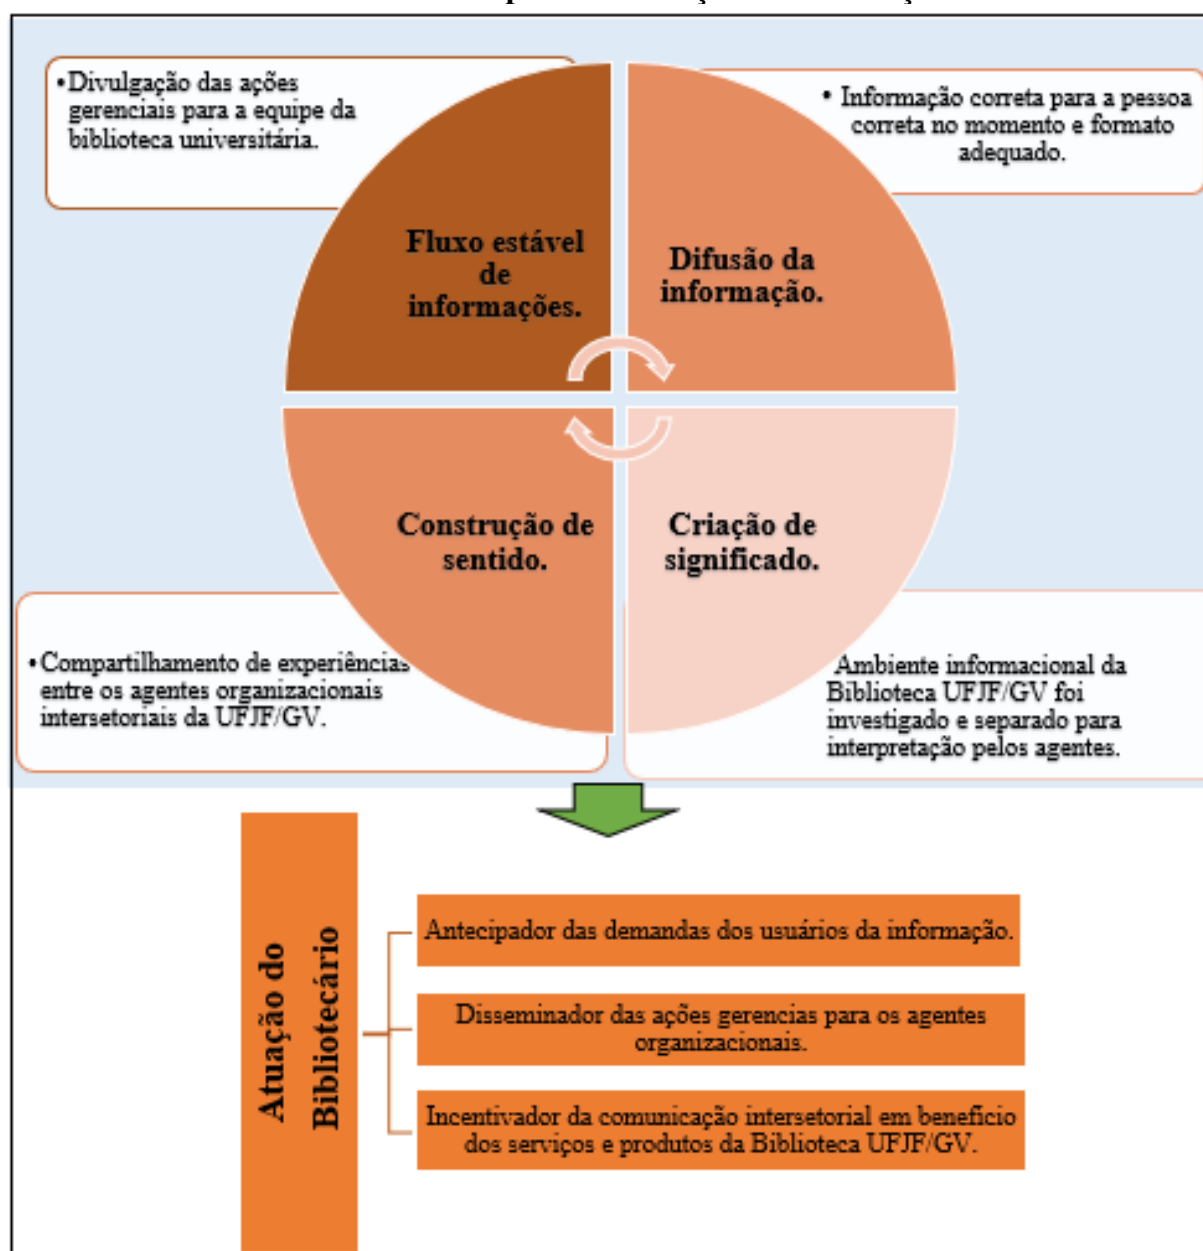 •Divulgação das ações
gerenciais para a equipe da
biblioteca universitária.
• Informação correta para a pessoa
correta no momento e formato
adequado.
Fluxo estável
de
informações.
Difusão da
informação.
Construção de
sentido.
Criação de
significado.
•Compartilhamento de experiências
entre os agentes organizacionais
intersetoriais da UFJF/GV.
Ambiente informacional da
Biblioteca UFJF/GV foi
investigado e separado para
interpretação pelos agentes.
Atuação do
Bibliotecário
Antecipador das demandas dos usuários da informação.
Disseminador das ações gerencias para os agentes
organizacionais.
Incentivador da comunicação intersetorial em benefício
dos serviços e produtos da Biblioteca UFJF/GV.